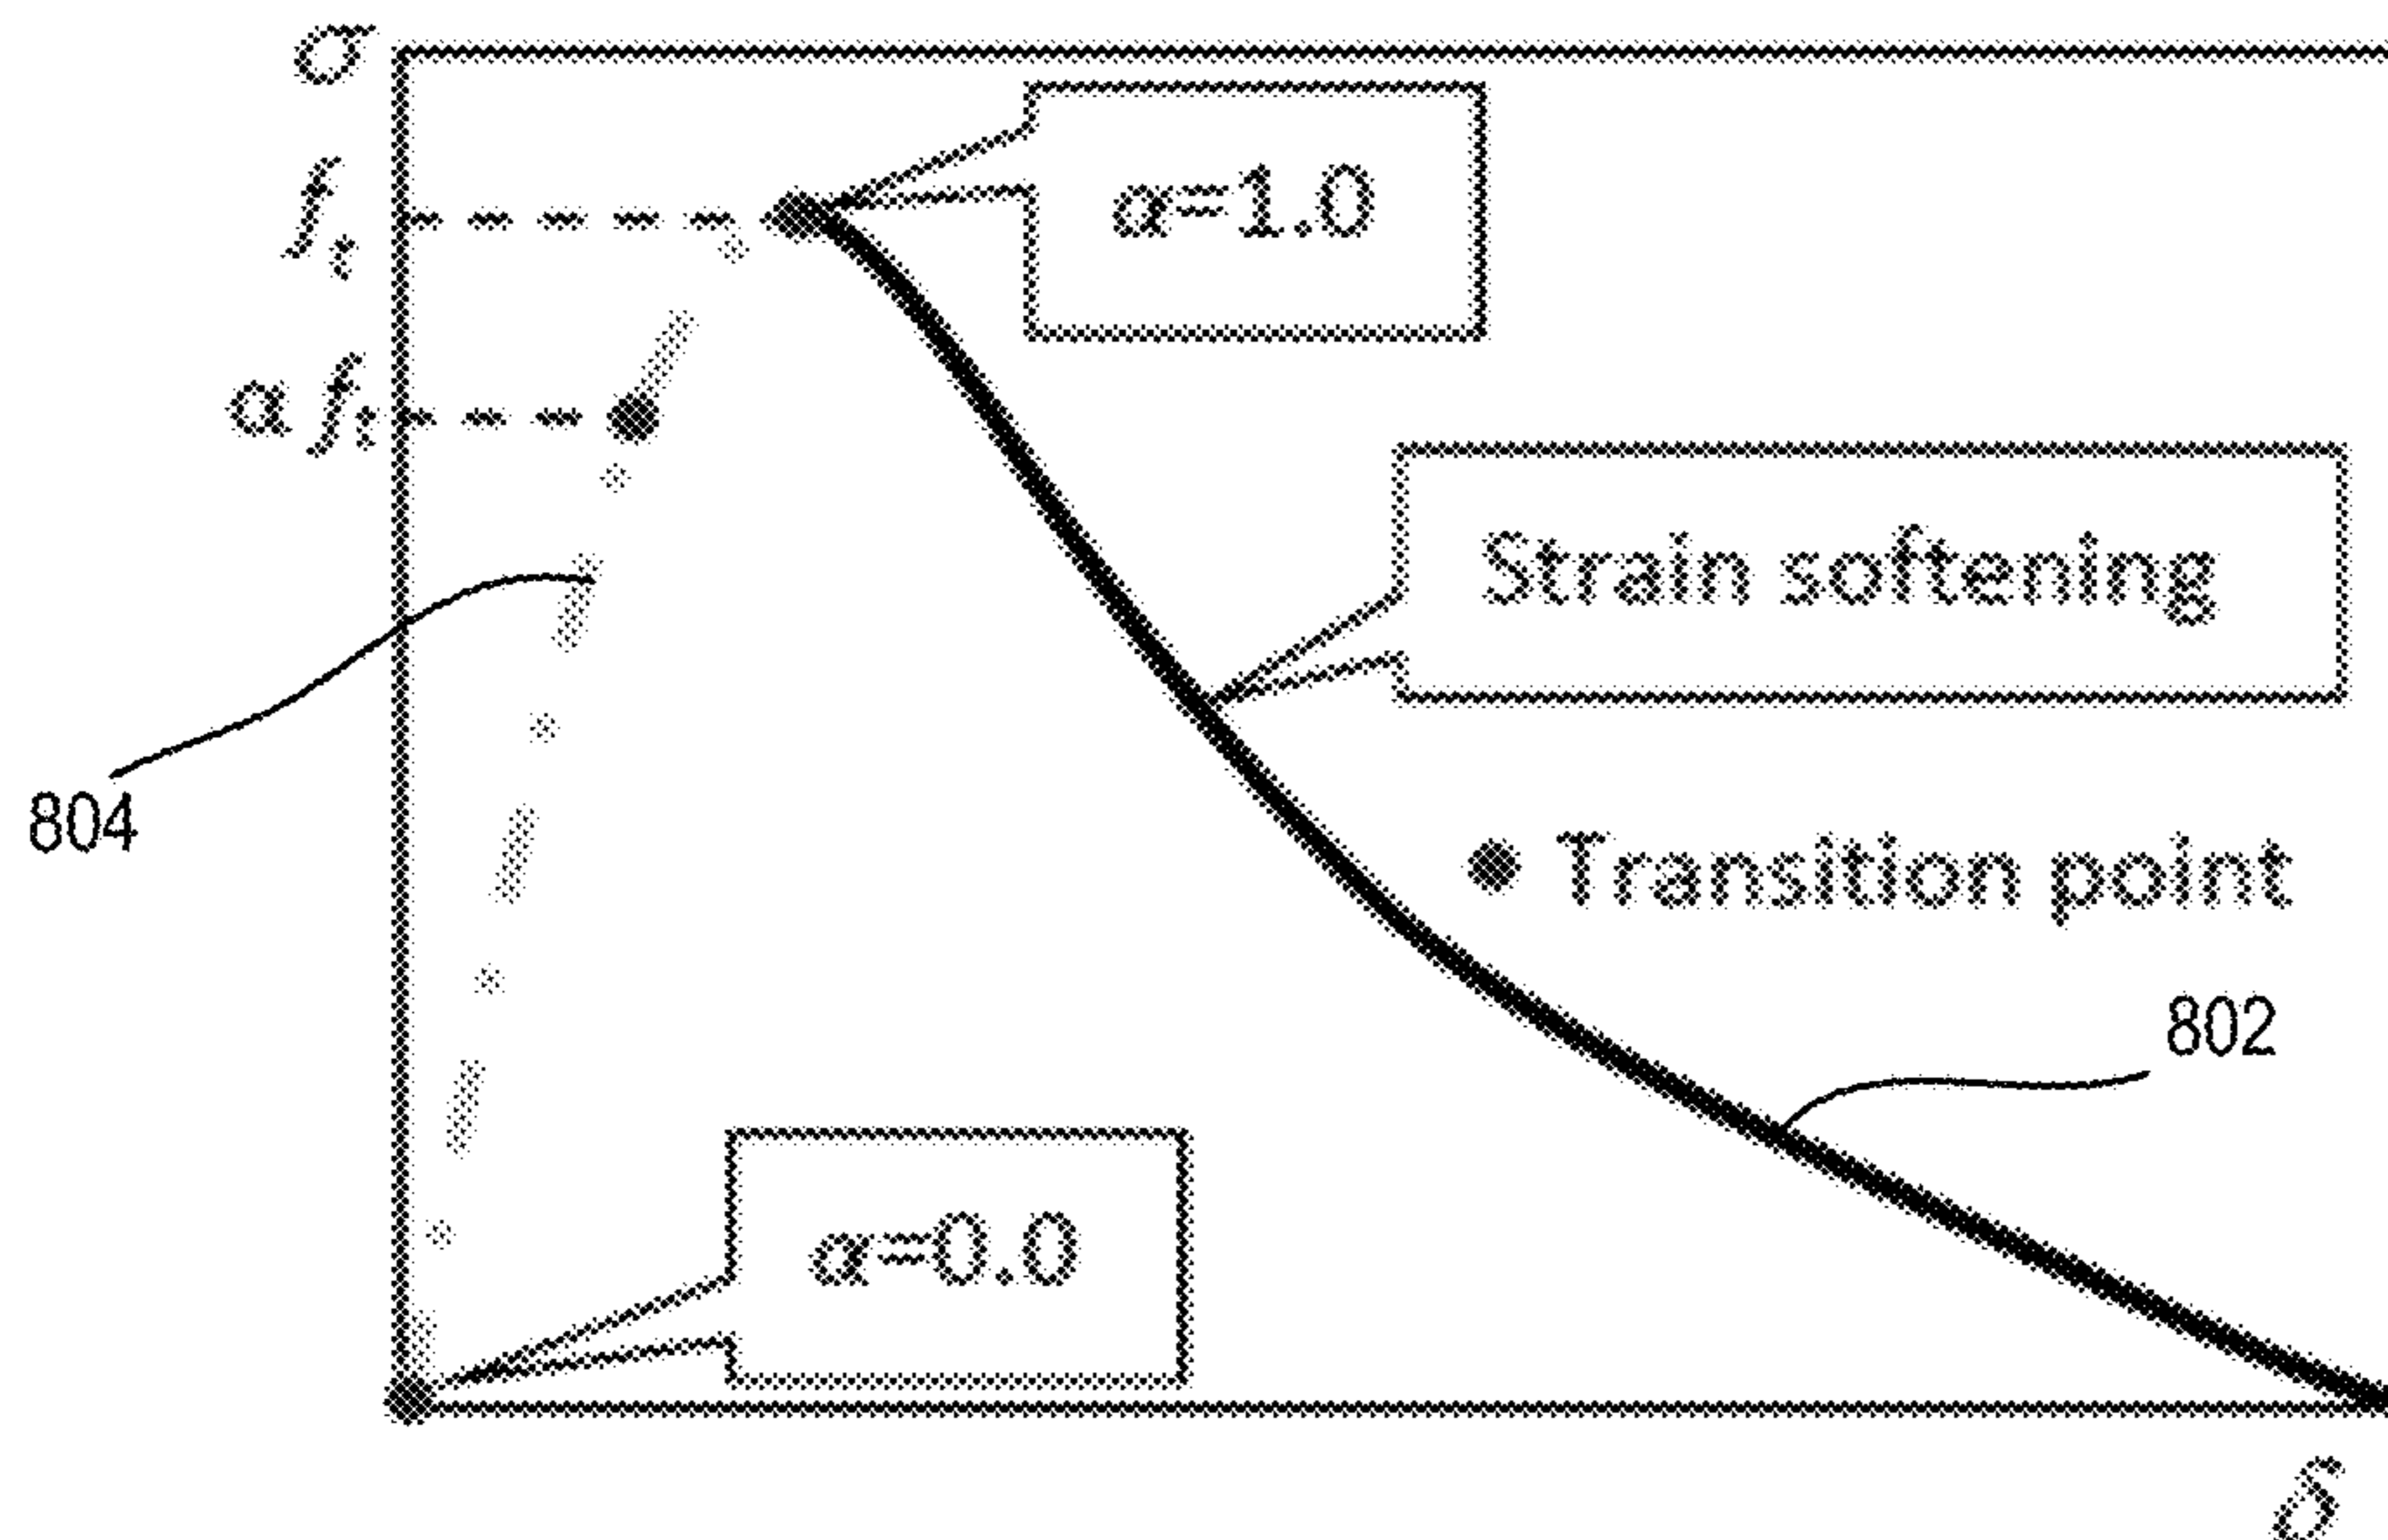 σ
f_t
α=1.0
α f_t
Strain softening
804
Transition point
802
α=0.0
δ